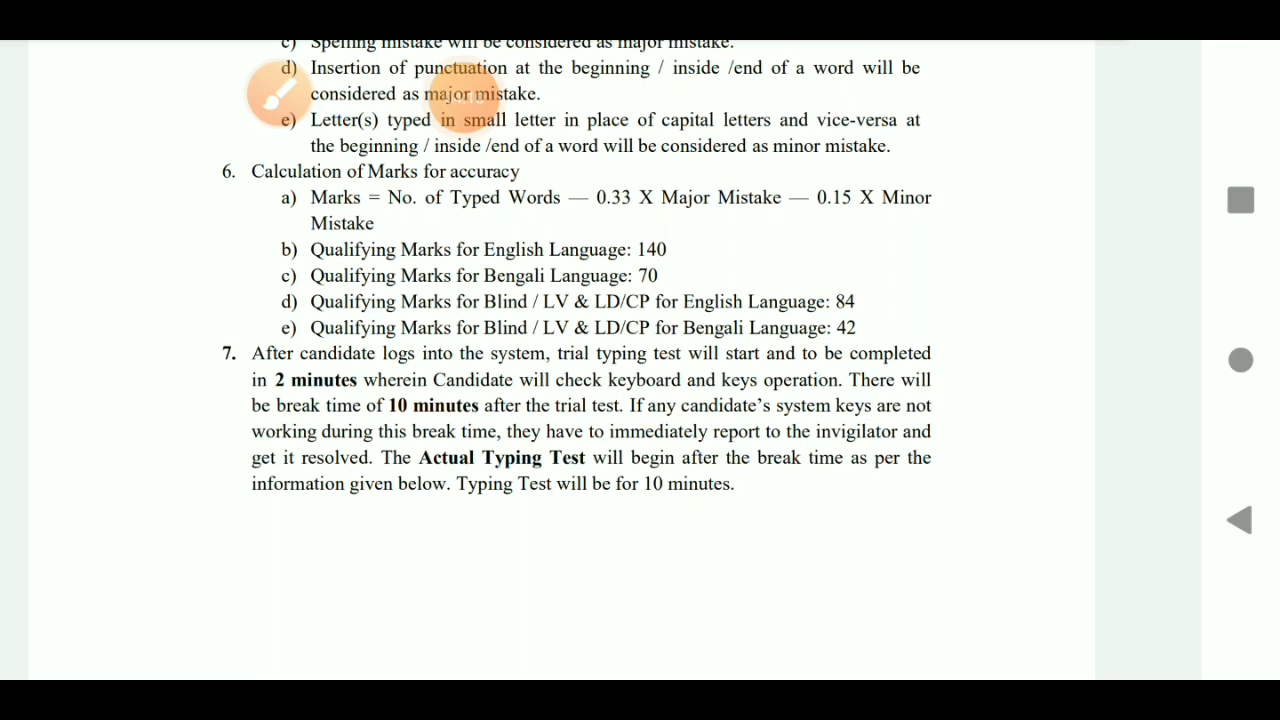 c) Spelling mistake will be considered as major mistake.
d) Insertion of punctuation at the beginning / inside /end of a word will be
considered as major mistake.
e) Letter(s) typed in small letter in place of capital letters and vice-versa at
the beginning / inside /end of a word will be considered as minor mistake.
6. Calculation of Marks for accuracy
a) Marks = No. of Typed Words — 0.33 X Major Mistake — 0.15 X Minor
Mistake
b) Qualifying Marks for English Language: 140
c) Qualifying Marks for Bengali Language: 70
d) Qualifying Marks for Blind / LV & LD/CP for English Language: 84
e) Qualifying Marks for Blind / LV & LD/CP for Bengali Language: 42
7. After candidate logs into the system, trial typing test will start and to be completed
in 2 minutes wherein Candidate will check keyboard and keys operation. There will
be break time of 10 minutes after the trial test. If any candidate's system keys are not
working during this break time, they have to immediately report to the invigilator and
get it resolved. The Actual Typing Test will begin after the break time as per the
information given below. Typing Test will be for 10 minutes.